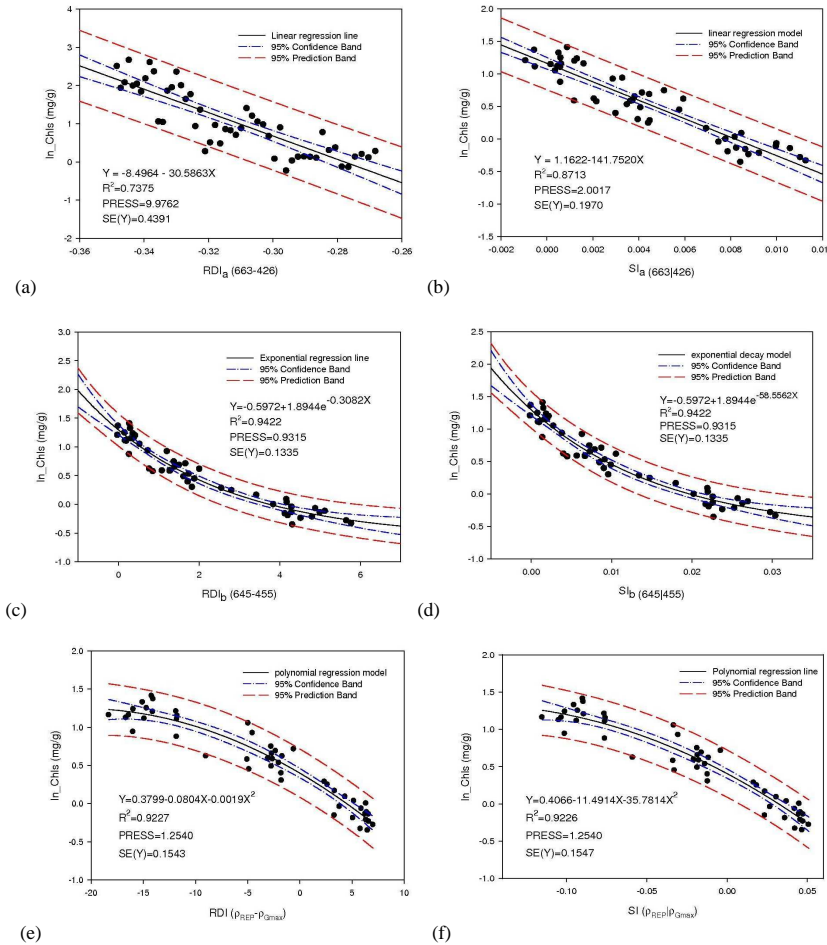 4
3
2
1
0
1
2
ln_Chls (mg/g)
Linear regression line
95% Confidence Band
95% Prediction Band
Y = -8.4964 - 30.5863X
R²=0.7375
PRESS=9.9762
SE(Y)=0.4391
-0.36 -0.34 -0.32 -0.30 -0.28 -0.26
RDIa (663-426)
(a)
2.0
1.5
1.0
0.5
0.0
-0.5
-1.0
1.5
ln_Chls (mg/g)
linear regression model
95% Confidence Band
95% Prediction Band
Y = 1.1622-141.7520X
R²=0.8713
PRESS=2.0017
SE(Y)=0.1970
-0.002 0.000 0.002 0.004 0.006 0.008 0.010 0.01
SIa (663|426)
(b)
3.0
2.5
2.0
1.5
1.0
0.5
0.0
-0.5
-1.0
ln_Chls (mg/g)
Exponential regression line
95% Confidence Band
95% Prediction Band
Y=-0.5972+1.8944e^-0.3082X
R²=0.9422
PRESS=0.9315
SE(Y)=0.1335
0 2 4 6
RDIb (645-455)
(c)
2.5
2.0
1.5
1.0
0.5
0.0
-0.5
-1.0
ln_Chls (mg/g)
exponential decay model
95% Confidence Band
95% Prediction Band
Y=-0.5972+1.8944e^-58.5562X
R²=0.9422
PRESS=0.9315
SE(Y)=0.1335
0.00 0.01 0.02 0.03
SIb (645|455)
(d)
2.0
1.5
1.0
0.5
0.0
-0.5
-1.0
ln_Chls (mg/g)
polynomial regression model
95% Confidence Band
95% Prediction Band
Y=0.3799-0.0804X-0.0019X²
R²=0.9227
PRESS=1.2540
SE(Y)=0.1543
-20 -15 -10 -5 0 5 10
RDI (ρREP-ρGmax)
(e)
2.0
1.5
1.0
0.5
0.0
-0.5
-1.0
ln_Chls (mg/g)
Polynomial regression line
95% Confidence Band
95% Prediction Band
Y=0.4066-11.4914X-35.7814X²
R²=0.9226
PRESS=1.2540
SE(Y)=0.1547
-0.10 -0.05 0.00 0.05
SI (ρREP|ρGmax)
(f)